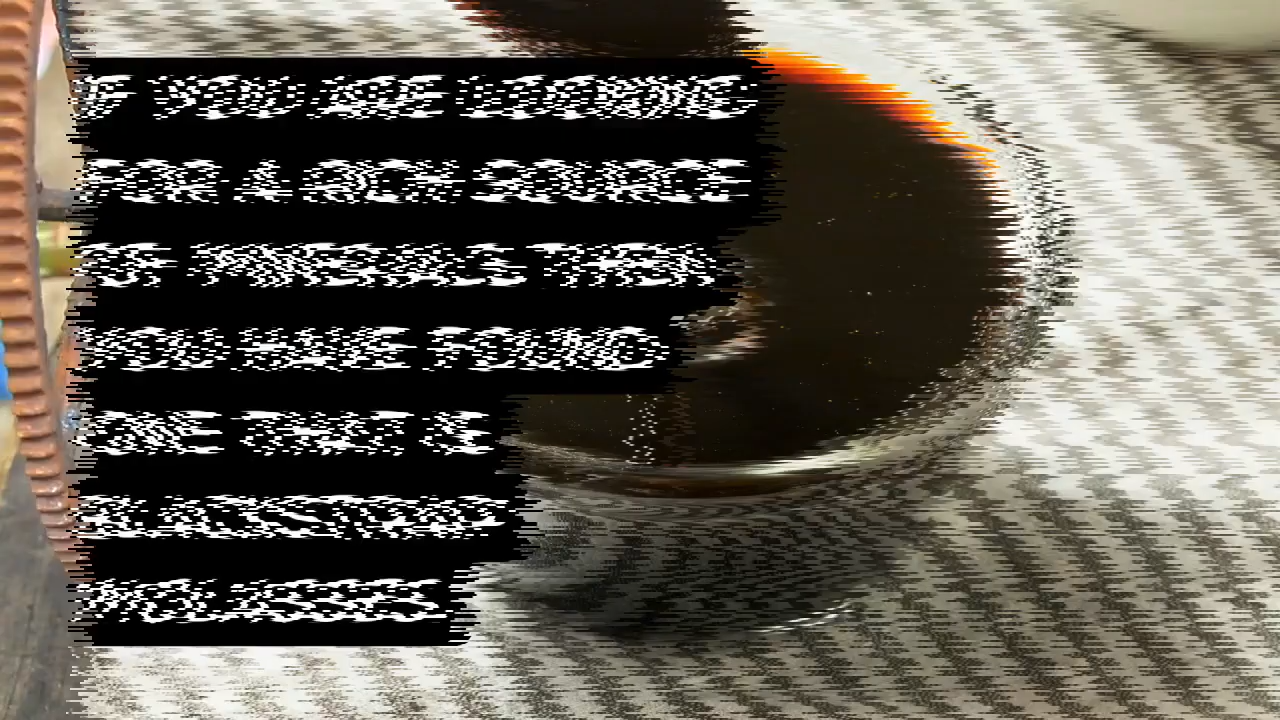 IF YOU ARE LOOKING
FOR A RICH SOURCE
OF MINERALS THEN
YOU HAVE FOUND
ONE THAT IS
BLACKSTRAP
MOLASSES